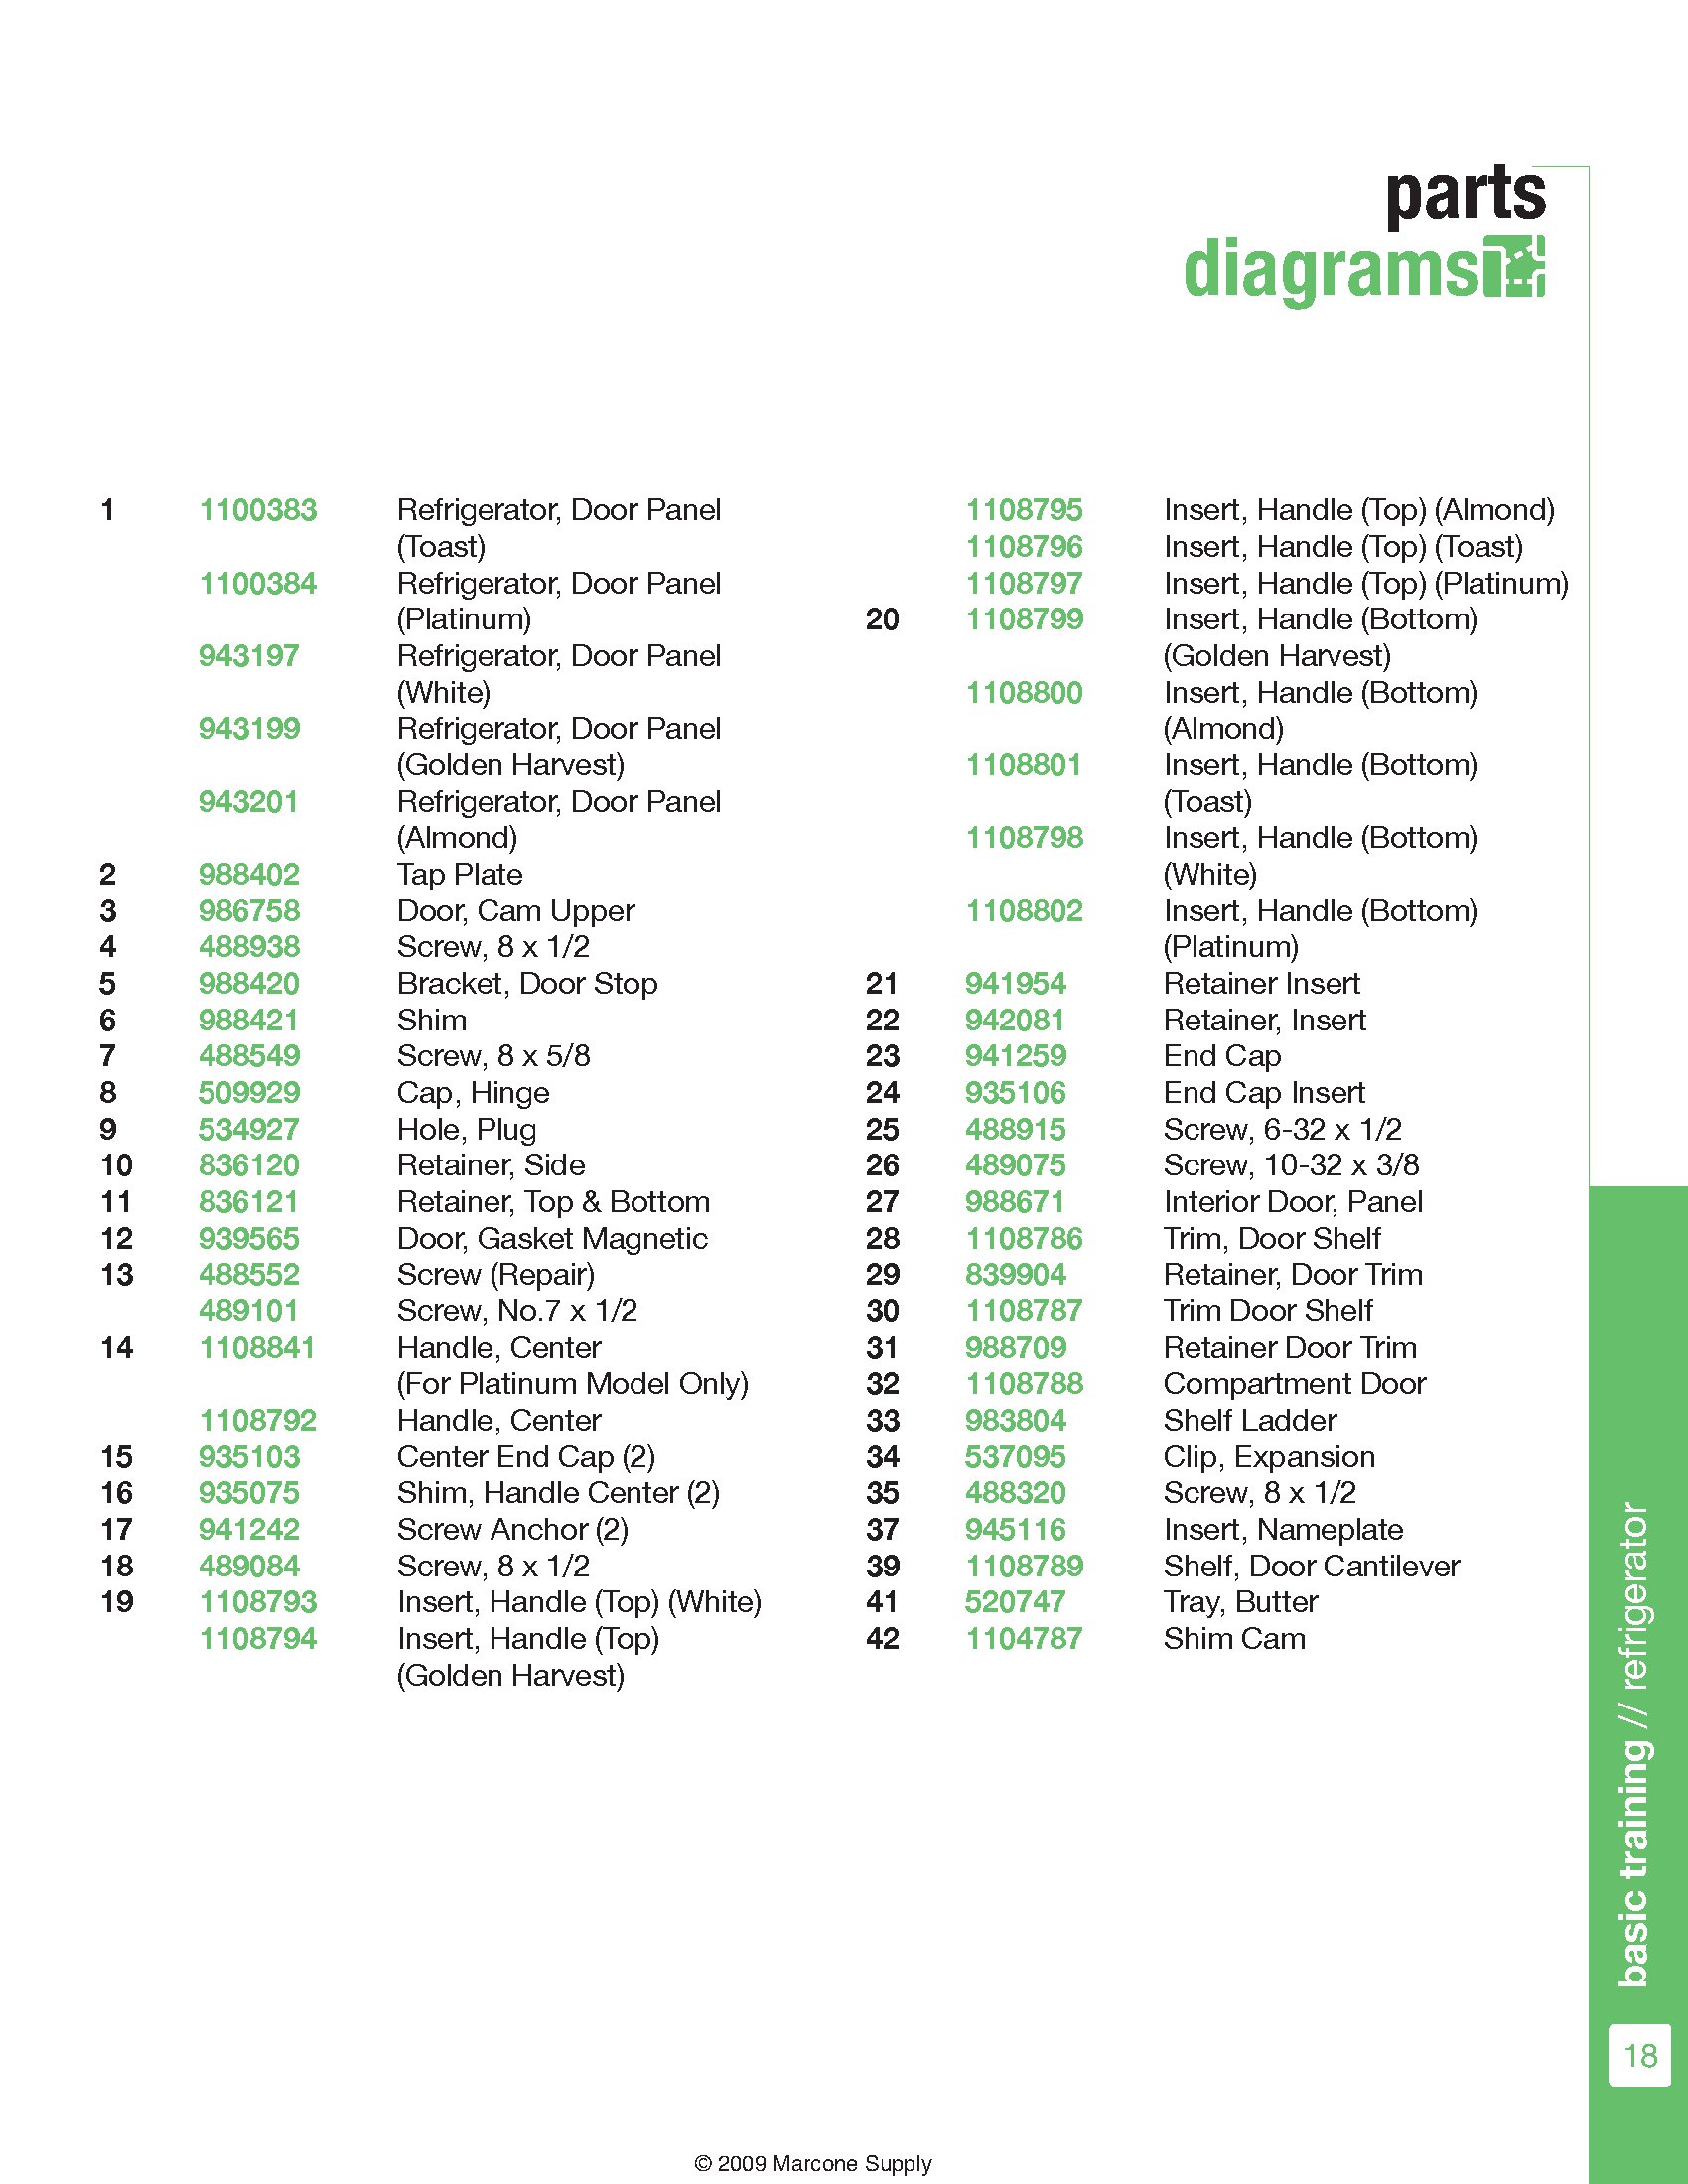 parts
diagrams
1 1100383 Refrigerator, Door Panel
(Toast)
1100384 Refrigerator, Door Panel
(Platinum)
943197 Refrigerator, Door Panel
(White)
943199 Refrigerator, Door Panel
(Golden Harvest)
943201 Refrigerator, Door Panel
(Almond)
2 988402 Tap Plate
3 986758 Door, Cam Upper
4 488938 Screw, 8 x 1/2
5 988420 Bracket, Door Stop
6 988421 Shim
7 488549 Screw, 8 x 5/8
8 509929 Cap, Hinge
9 534927 Hole, Plug
10 836120 Retainer, Side
11 836121 Retainer, Top & Bottom
12 939565 Door, Gasket Magnetic
13 488552 Screw (Repair)
489101 Screw, No.7 x 1/2
14 1108841 Handle, Center
(For Platinum Model Only)
1108792 Handle, Center
15 935103 Center End Cap (2)
16 935075 Shim, Handle Center (2)
17 941242 Screw Anchor (2)
18 489084 Screw, 8 x 1/2
19 1108793 Insert, Handle (Top) (White)
1108794 Insert, Handle (Top)
(Golden Harvest)
1108795 Insert, Handle (Top) (Almond)
1108796 Insert, Handle (Top) (Toast)
1108797 Insert, Handle (Top) (Platinum)
20 1108799 Insert, Handle (Bottom)
(Golden Harvest)
1108800 Insert, Handle (Bottom)
(Almond)
1108801 Insert, Handle (Bottom)
(Toast)
1108798 Insert, Handle (Bottom)
(White)
1108802 Insert, Handle (Bottom)
(Platinum)
21 941954 Retainer Insert
22 942081 Retainer, Insert
23 941259 End Cap
24 935106 End Cap Insert
25 488915 Screw, 6-32 x 1/2
26 489075 Screw, 10-32 x 3/8
27 988671 Interior Door, Panel
28 1108786 Trim, Door Shelf
29 839904 Retainer, Door Trim
30 1108787 Trim Door Shelf
31 988709 Retainer Door Trim
32 1108788 Compartment Door
33 983804 Shelf Ladder
34 537095 Clip, Expansion
35 488320 Screw, 8 x 1/2
37 945116 Insert, Nameplate
39 1108789 Shelf, Door Cantilever
41 520747 Tray, Butter
42 1104787 Shim Cam
basic training // refrigerator
18
© 2009 Marcone Supply